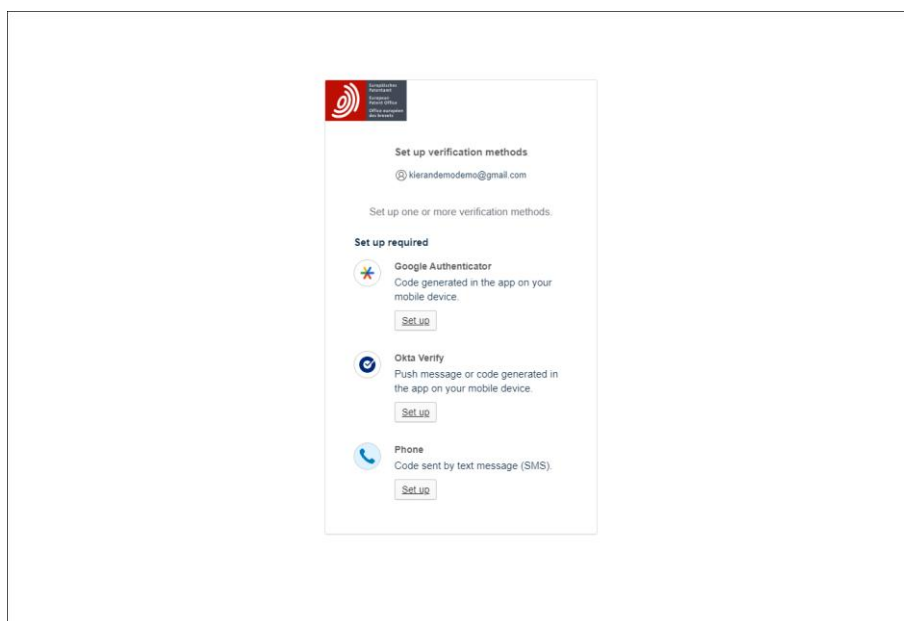 Europäisches
Patentamt
European
Patent Office
Office européen
des brevets
Set up verification methods
kierandemodemo@gmail.com
Set up one or more verification methods.
Set up required
Google Authenticator
Code generated in the app on your
mobile device.
Set up
Okta Verify
Push message or code generated in
the app on your mobile device.
Set up
Phone
Code sent by text message (SMS).
Set up